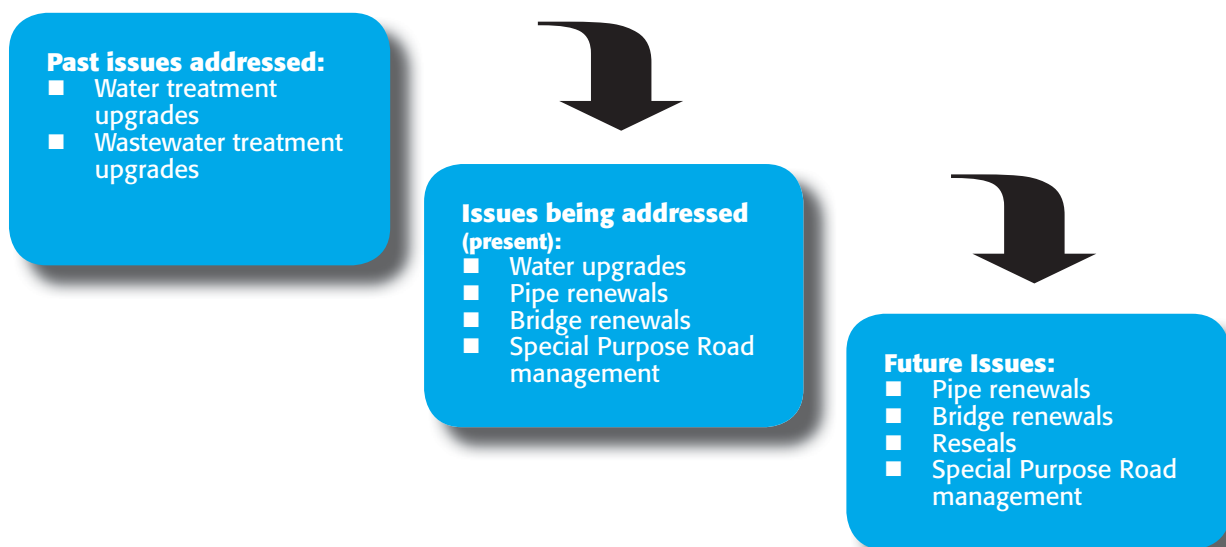 Past issues addressed:
■ Water treatment
upgrades
■ Wastewater treatment
upgrades
Issues being addressed
(present):
■ Water upgrades
■ Pipe renewals
■ Bridge renewals
■ Special Purpose Road
management
Future Issues:
■ Pipe renewals
■ Bridge renewals
■ Reseals
■ Special Purpose Road
management